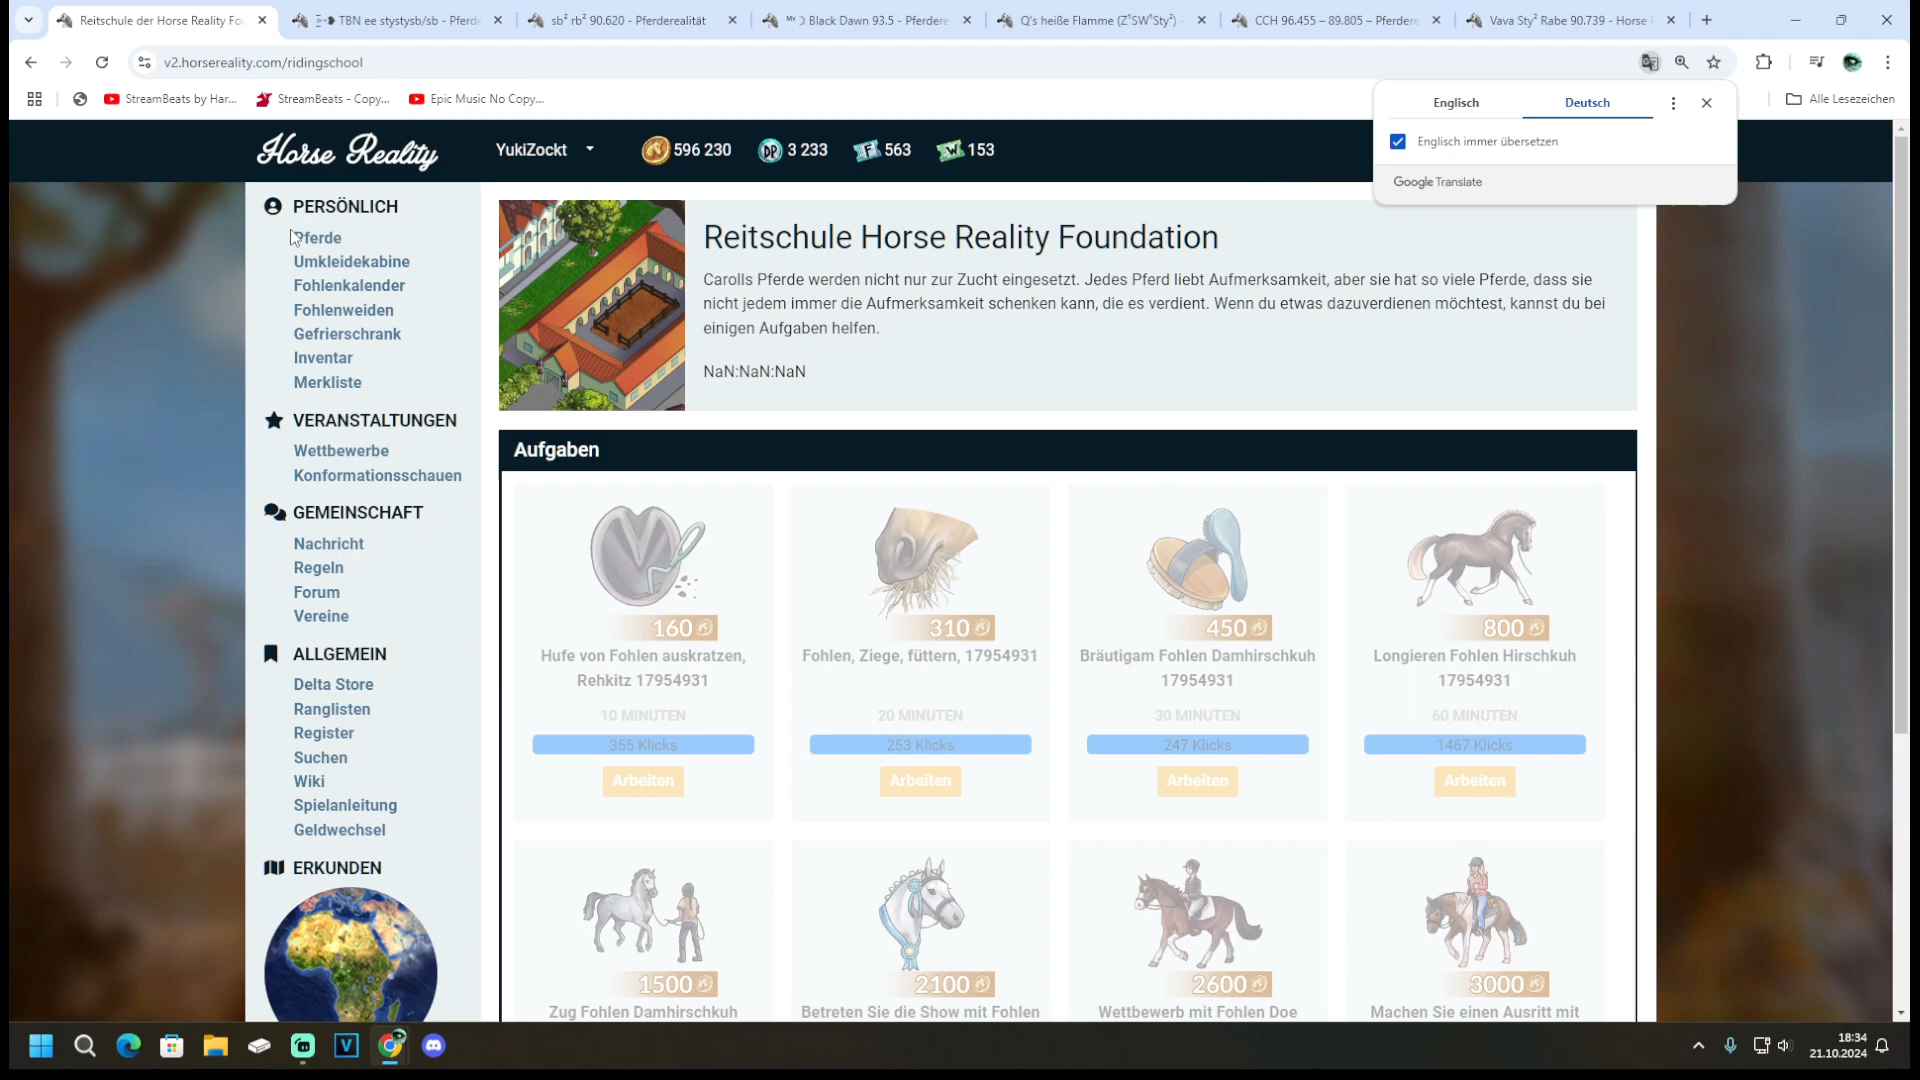 Reitschule der Horse Reality Fou
TBN ee stystysb/sb - Pferde
sb² rb² 90.620 - Pferderealität
Black Dawn 93.5 - Pferdere
Q's heiße Flamme (Z¹SW¹Sty²) -
CCH 96.455 – 89.805 – Pferdere
Vava Sty² Rabe 90.739 - Horse
v2.horsereality.com/ridingschool
StreamBeats by Har...
StreamBeats - Copy...
Epic Music No Copy...
Alle Lesezeichen
Englisch
Deutsch
Englisch immer übersetzen
Google Translate
Horse Reality
YukiZockt
596 230
DP
3 233
F
563
W
153
PERSÖNLICH
Pferde
Umkleidekabine
Fohlenkalender
Fohlenweiden
Gefrierschrank
Inventar
Merkliste
VERANSTALTUNGEN
Wettbewerbe
Konformationsschauen
GEMEINSCHAFT
Nachricht
Regeln
Forum
Vereine
ALLGEMEIN
Delta Store
Ranglisten
Register
Suchen
Wiki
Spielanleitung
Geldwechsel
ERKUNDEN
Reitschule Horse Reality Foundation
Carolls Pferde werden nicht nur zur Zucht eingesetzt. Jedes Pferd liebt Aufmerksamkeit, aber sie hat so viele Pferde, dass sie
nicht jedem immer die Aufmerksamkeit schenken kann, die es verdient. Wenn du etwas dazuverdienen möchtest, kannst du bei
einigen Aufgaben helfen.
NaN:NaN:NaN
Aufgaben
160
Hufe von Fohlen auskratzen,
Rehkitz 17954931
10 MINUTEN
355 Klicks
Arbeiten
310
Fohlen, Ziege, füttern, 17954931
20 MINUTEN
253 Klicks
Arbeiten
450
Bräutigam Fohlen Damhirschkuh
17954931
30 MINUTEN
247 Klicks
Arbeiten
800
Longieren Fohlen Hirschkuh
17954931
60 MINUTEN
1467 Klicks
Arbeiten
1500
Zug Fohlen Damhirschkuh
2100
Betreten Sie die Show mit Fohlen
2600
Wettbewerb mit Fohlen Doe
3000
Machen Sie einen Ausritt mit
V
18:34
21.10.2024